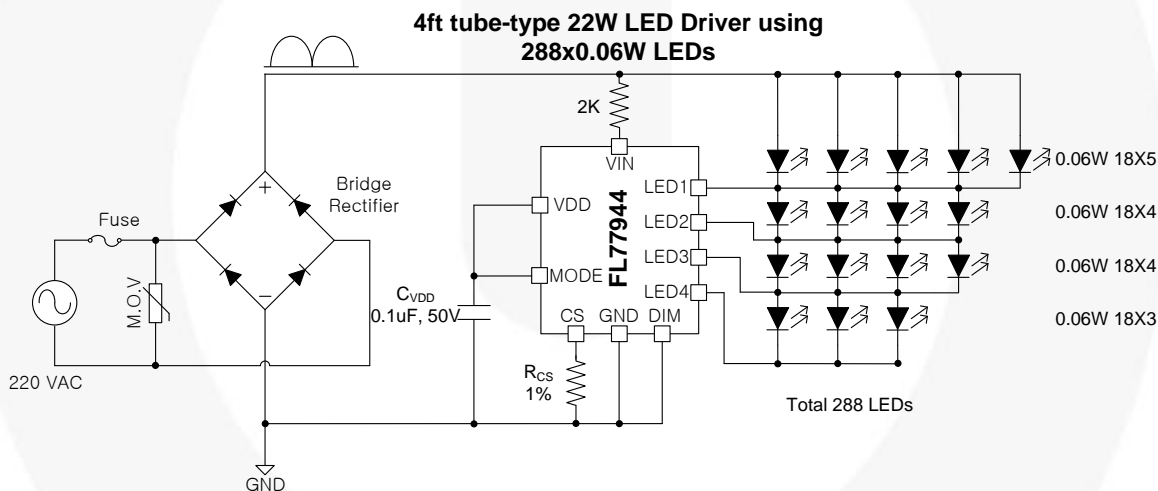 4ft tube-type 22W LED Driver using
288x0.06W LEDs
2K
VIN
0.06W 18X5
Bridge
Rectifier
LED1
VDD
0.06W 18X4
Fuse
LED2
FL77944
LED3
0.06W 18X4
MODE
M.O.V
LED4
CVDD
0.1uF, 50V
CS GND DIM
0.06W 18X3
220 VAC
RCS
1%
Total 288 LEDs
GND
+
−